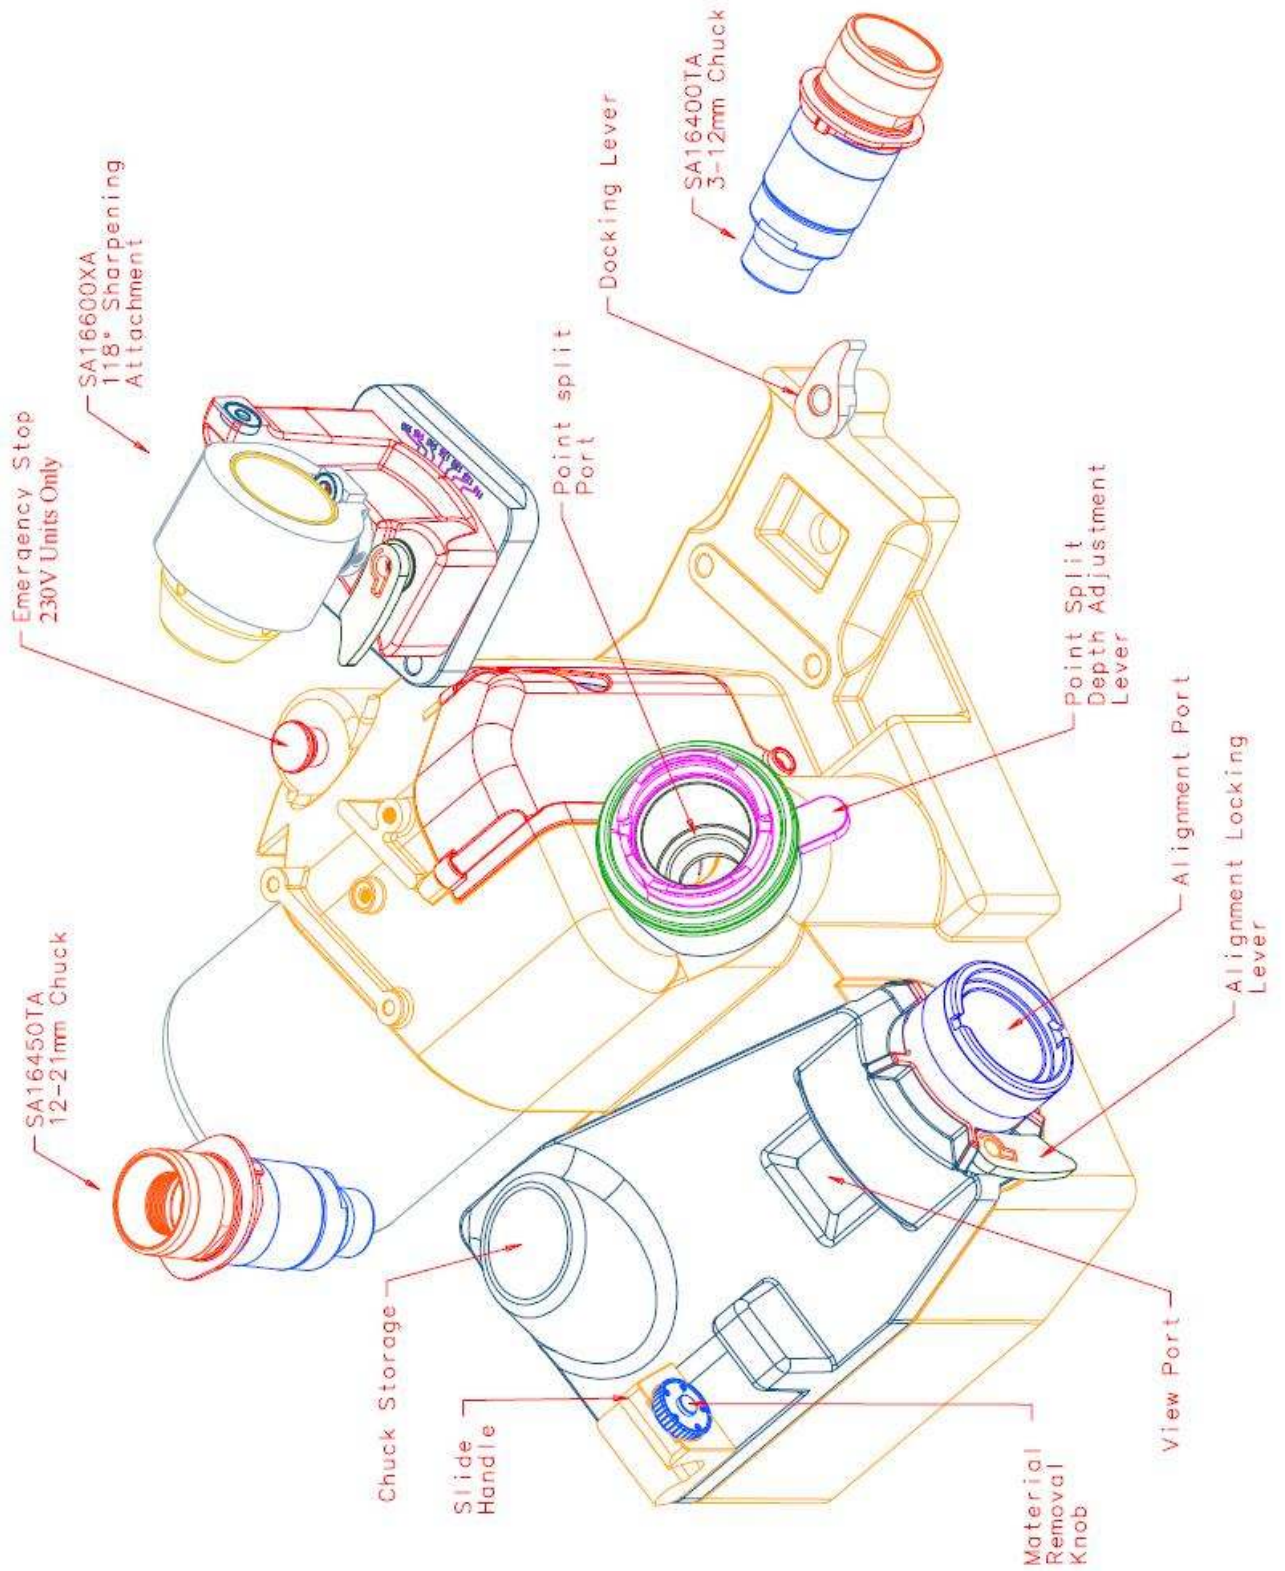 Emergency Stop
230V Units Only
SA16450TA
12-21mm Chuck
SA16600XA
118° Sharpening
Attachment
Chuck Storage
Slide
Handle
Point split
Port
Docking Lever
SA16400TA
3-12mm Chuck
Material
Removal
Knob
Point Split
Depth Adjustment
Lever
View Port
Alignment Port
Alignment Locking
Lever